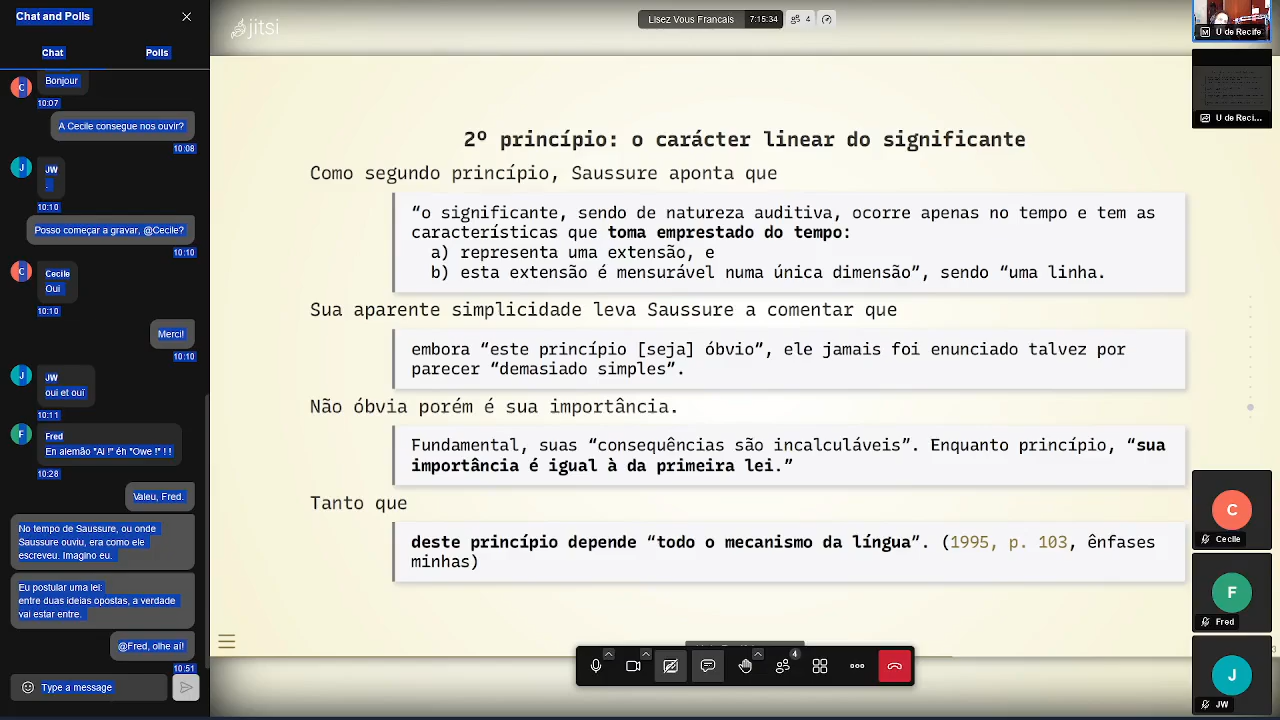 Chat and Polls
Chat
Polls
C
Bonjour
10:07
A Cecile consegue nos ouvir?
10:08
J
JW
.
10:10
Posso começar a gravar, @Cecile?
10:10
C
Cecile
Oui
10:10
Merci!
10:10
J
JW
oui et ouï
10:11
F
Fred
En alemão "Aï !" éh "Owe !" ! !
10:28
Valeu, Fred.
No tempo de Saussure, ou onde
Saussure ouviu, era como ele
escreveu. Imagino eu.
Eu postular uma lei:
entre duas ideias opostas, a verdade
vai estar entre.
@Fred, olhe aí!
10:51
Type a message
jitsi
Lisez Vous Francais
7:15:34
4
2º princípio: o carácter linear do significante
Como segundo princípio, Saussure aponta que
“o significante, sendo de natureza auditiva, ocorre apenas no tempo e tem as
características que toma emprestado do tempo:
a) representa uma extensão, e
b) esta extensão é mensurável numa única dimensão”, sendo “uma linha.
Sua aparente simplicidade leva Saussure a comentar que
embora “este princípio [seja] óbvio”, ele jamais foi enunciado talvez por
parecer “demasiado simples”.
Não óbvia porém é sua importância.
Fundamental, suas “consequências são incalculáveis”. Enquanto princípio, “sua
importância é igual à da primeira lei.”
Tanto que
deste princípio depende “todo o mecanismo da língua”. (1995, p. 103, ênfases
minhas)
4
M
U de Recife
U de Reci...
C
Cecile
F
Fred
J
JW